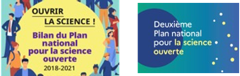 OUVRIR
LA SCIENCE !
Bilan du Plan
national
pour la science
ouverte
2018-2021
Deuxième
Plan national
pour la science
ouverte